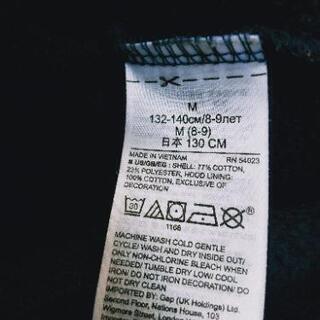 M
132-140см/8-9лет
M (8-9)
日本 130 CM
MADE IN VIETNAM RN 54023
US/GB/EG : SHELL: 77% COTTON,
23% POLYESTER, HOOD LINING:
100% COTTON, EXCLUSIVE OF
DECORATION
30
1168
MACHINE WASH COLD GENTLE
CYCLE/ WASH AND DRY INSIDE OUT/
ONLY NON-CHLORINE BLEACH WHEN
NEEDED/ TUMBLE DRY LOW/ COOL
IRON/ DO NOT IRON DECORATION/ DO
NOT DRY CLEAN
IMPORTED BY: Gap (UK Holdings) Ltd.
Second Floor, Nations House, 103
Wigmore Street, London